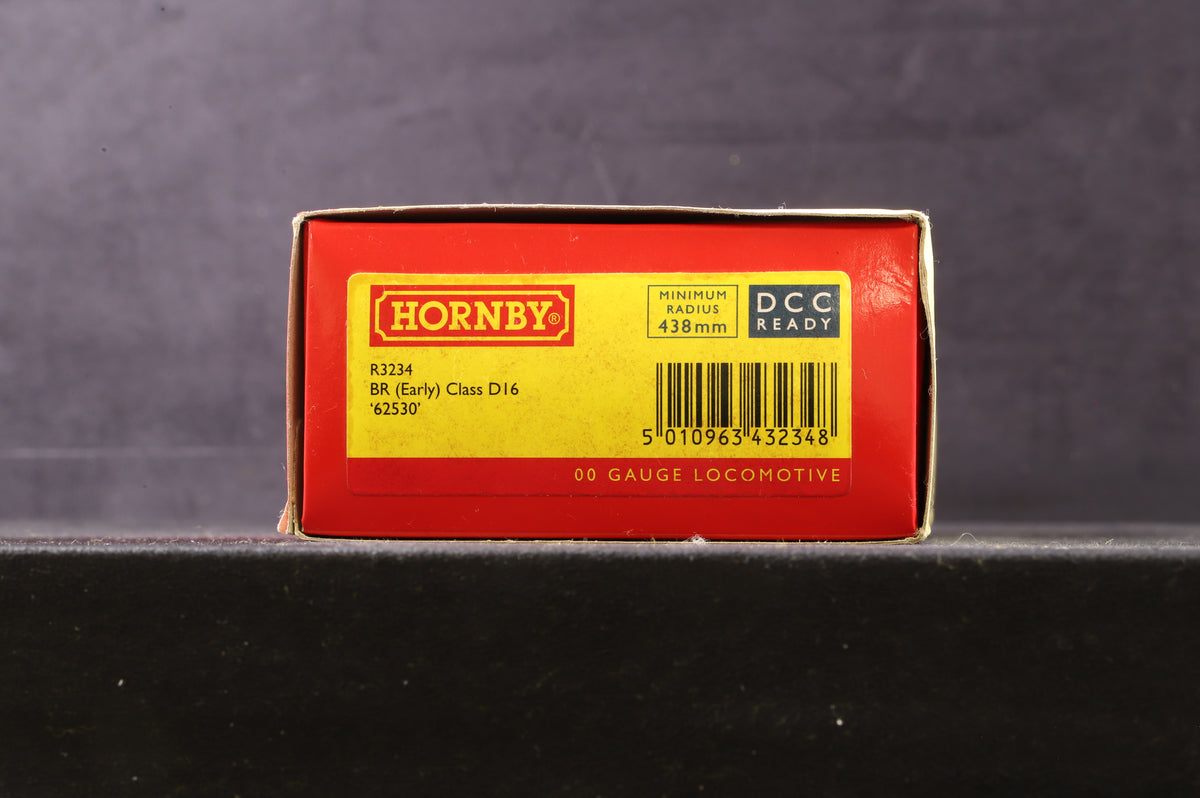 HORNBY®
MINIMUM
RADIUS
438mm
DCC
READY
R3234
BR (Early) Class D16
‘62530’
5 010963 432348
00 GAUGE LOCOMOTIVE